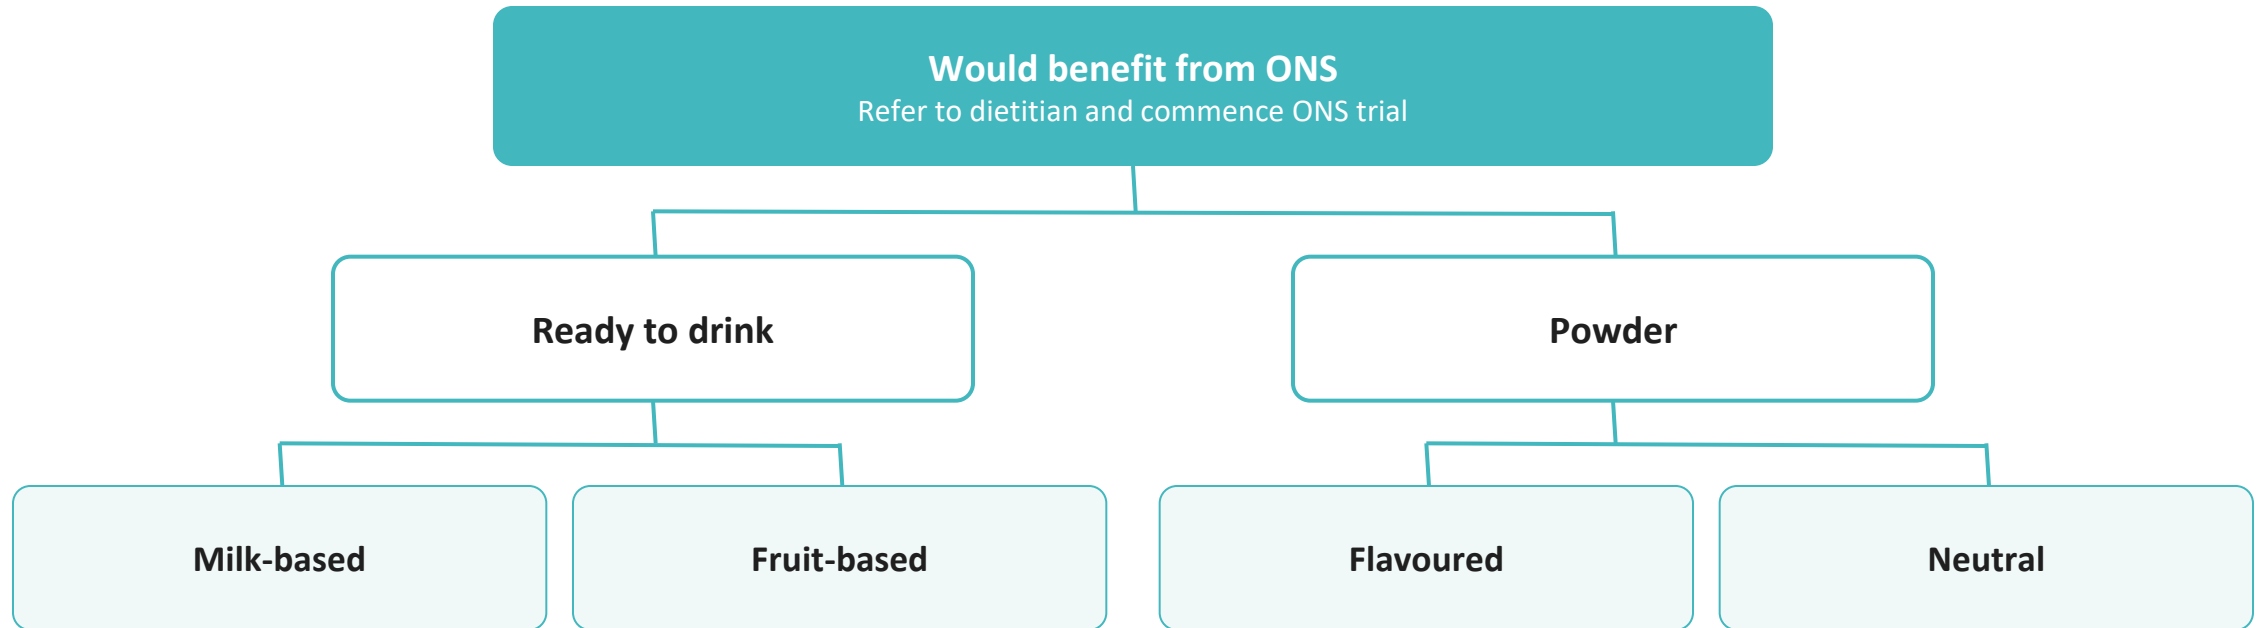 Would benefit from ONS
Refer to dietitian and commence ONS trial
Ready to drink
Powder
Milk-based
Fruit-based
Flavoured
Neutral